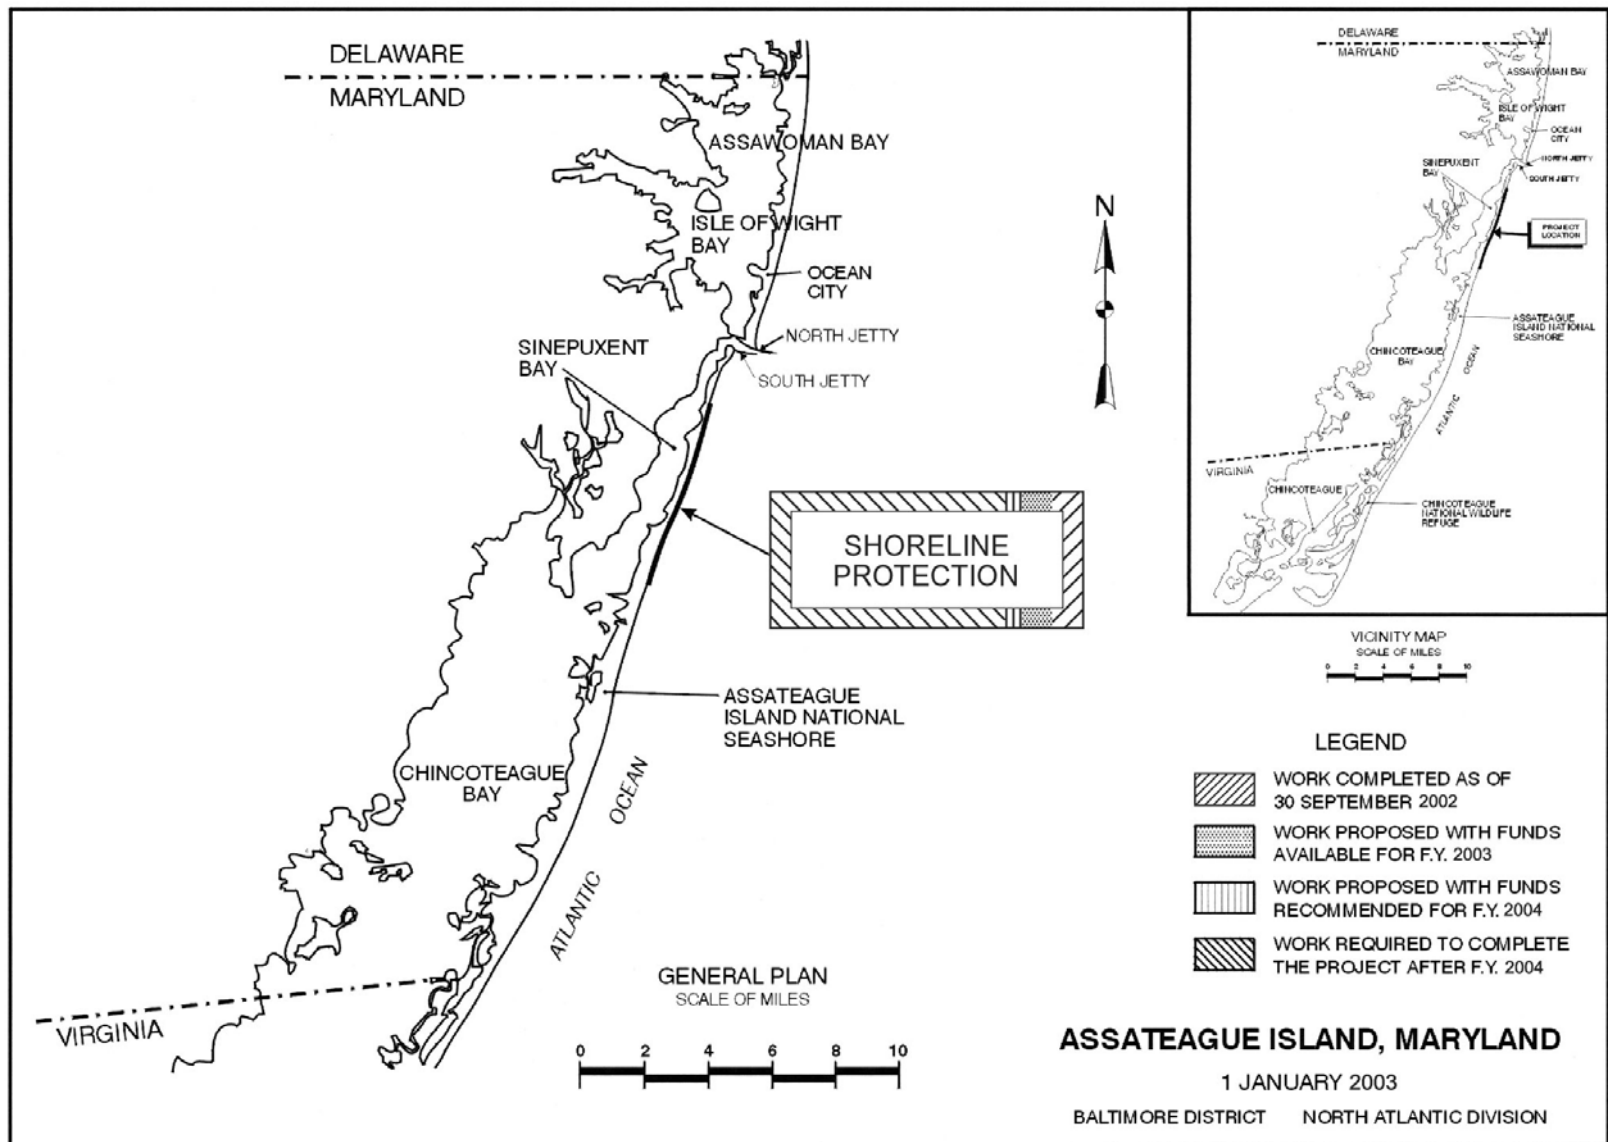 DELAWARE
MARYLAND
ASSAWOMAN BAY
ISLE OF WIGHT
BAY
OCEAN
CITY
NORTH JETTY
SINEPUXENT
BAY
SOUTH JETTY
N
SHORELINE
PROTECTION
ASSATEAGUE
ISLAND NATIONAL
SEASHORE
CHINCOTEAGUE
BAY
OCEAN
ATLANTIC
VIRGINIA
GENERAL PLAN
SCALE OF MILES
0 2 4 6 8 10
DELAWARE
MARYLAND
ASSAWOMAN BAY
ISLE OF WIGHT
BAY
OCEAN
CITY
NORTH JETTY
SINEPUXENT
BAY
SOUTH JETTY
PROJECT
LOCATION
ASSATEAGUE
ISLAND NATIONAL
SEASHORE
CHINCOTEAGUE
BAY
OCEAN
ATLANTIC
VIRGINIA
CHINCOTEAGUE
CHINCOTEAGUE
NATIONAL WILDLIFE
REFUGE
VICINITY MAP
SCALE OF MILES
0 2 4 6 8 10
LEGEND
WORK COMPLETED AS OF
30 SEPTEMBER 2002
WORK PROPOSED WITH FUNDS
AVAILABLE FOR F.Y. 2003
WORK PROPOSED WITH FUNDS
RECOMMENDED FOR F.Y. 2004
WORK REQUIRED TO COMPLETE
THE PROJECT AFTER F.Y. 2004
ASSATEAGUE ISLAND, MARYLAND
1 JANUARY 2003
BALTIMORE DISTRICT NORTH ATLANTIC DIVISION